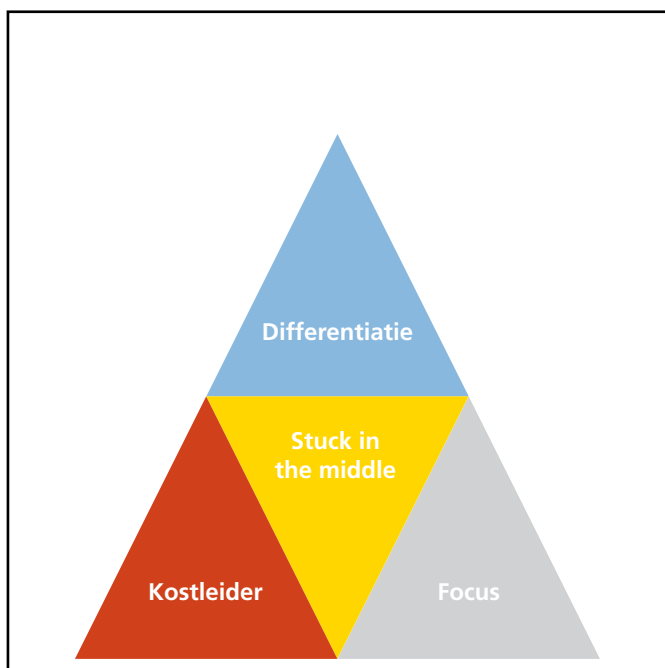 Differentiatie
Stuck in
the middle
Kostleider
Focus